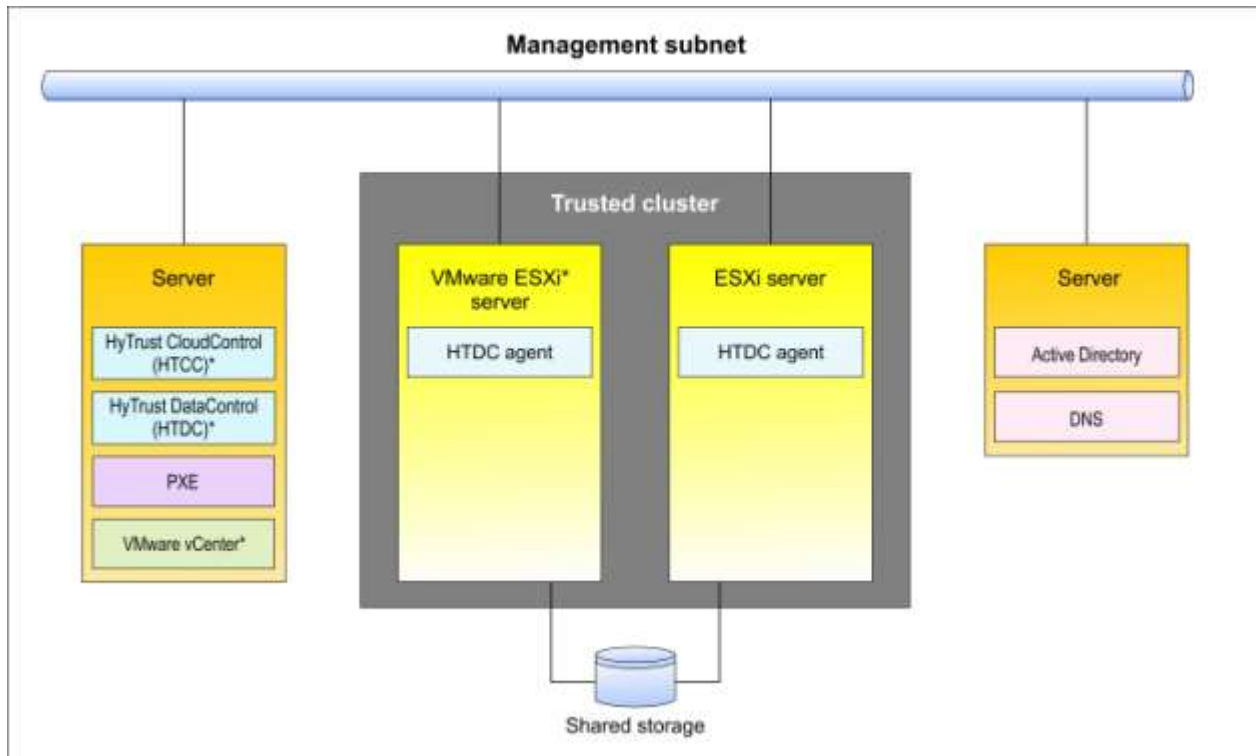 Management subnet
Trusted cluster
Server
HyTrust CloudControl
(HTCC)*
HyTrust DataControl
(HTDC)*
PXE
VMware vCenter*
VMware ESXi*
server
HTDC agent
ESXi server
HTDC agent
Server
Active Directory
DNS
Shared storage